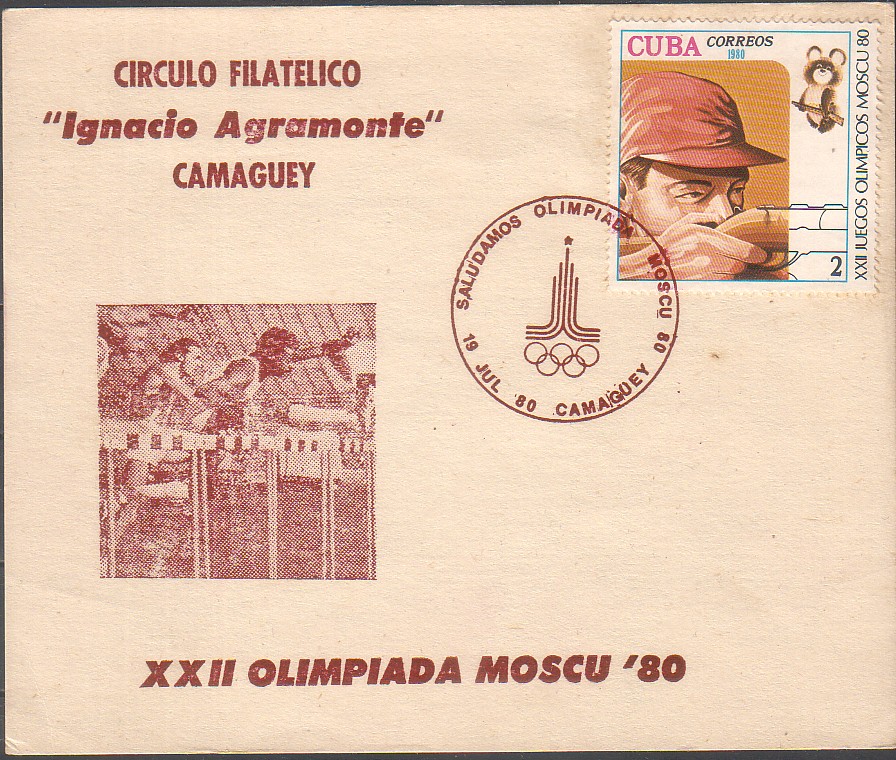 CIRCULO FILATELICO
"Ignacio Agramonte"
CAMAGUEY
CUBA CORREOS
1980
XXII JUEGOS OLIMPICOS MOSCU 80
2
SALUDAMOS OLIMPIADA MOSCU 80
19 JUL 80 CAMAGUEY
XXII OLIMPIADA MOSCU '80